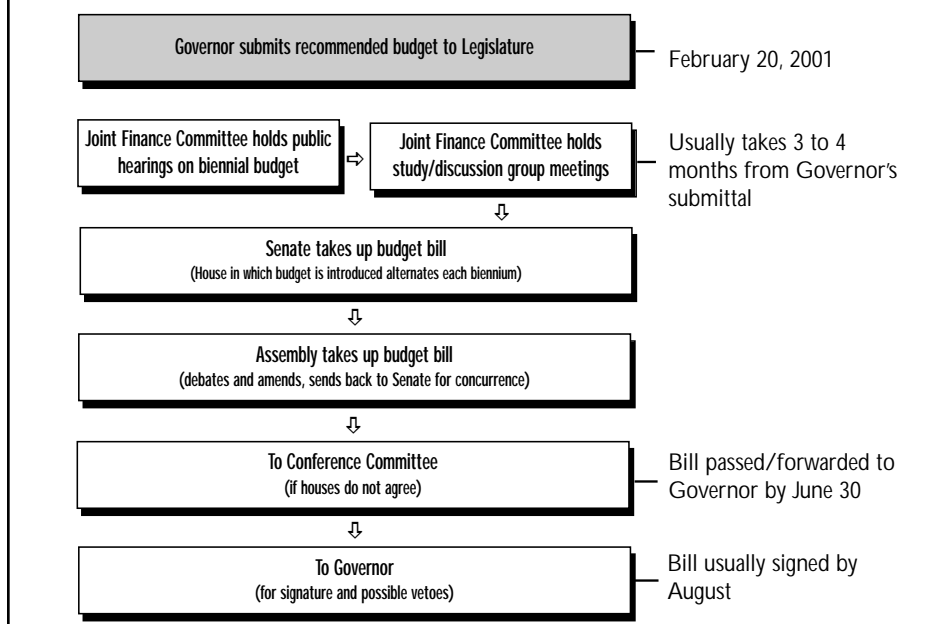 Governor submits recommended budget to Legislature
February 20, 2001
Joint Finance Committee holds public
hearings on biennial budget
Joint Finance Committee holds
study/discussion group meetings
Usually takes 3 to 4
months from Governor's
submittal
Senate takes up budget bill
(House in which budget is introduced alternates each biennium)
Assembly takes up budget bill
(debates and amends, sends back to Senate for concurrence)
To Conference Committee
(if houses do not agree)
Bill passed/forwarded to
Governor by June 30
To Governor
(for signature and possible vetoes)
Bill usually signed by
August